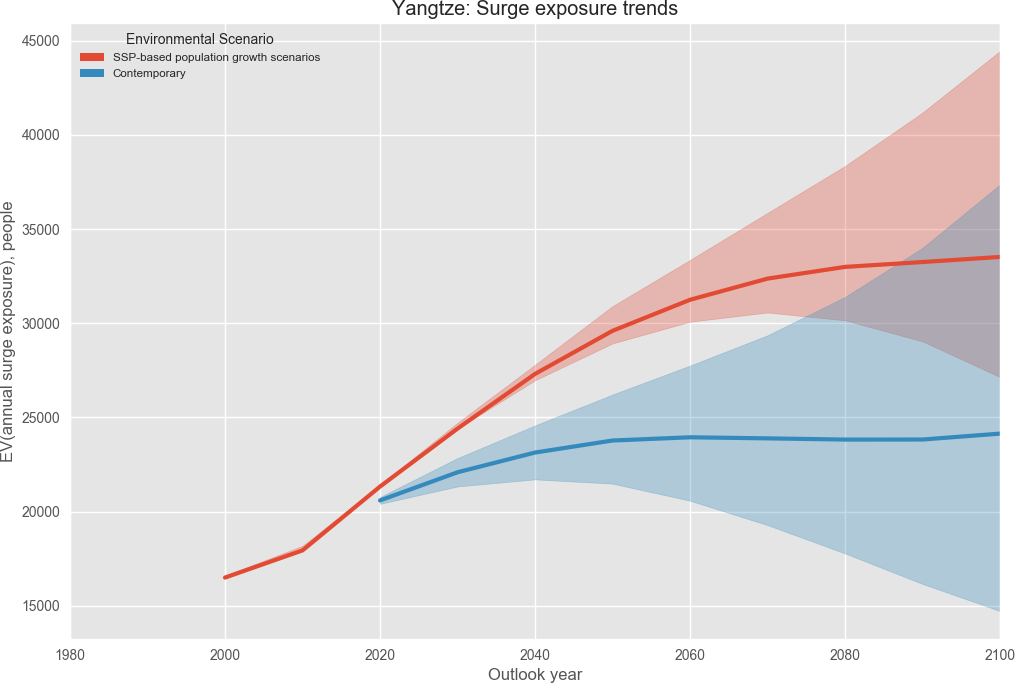 Yangtze: Surge exposure trends
Environmental Scenario
SSP-based population growth scenarios
Contemporary
EV(annual surge exposure), people
45000
40000
35000
30000
25000
20000
15000
1980 2000 2020 2040 2060 2080 2100
Outlook year